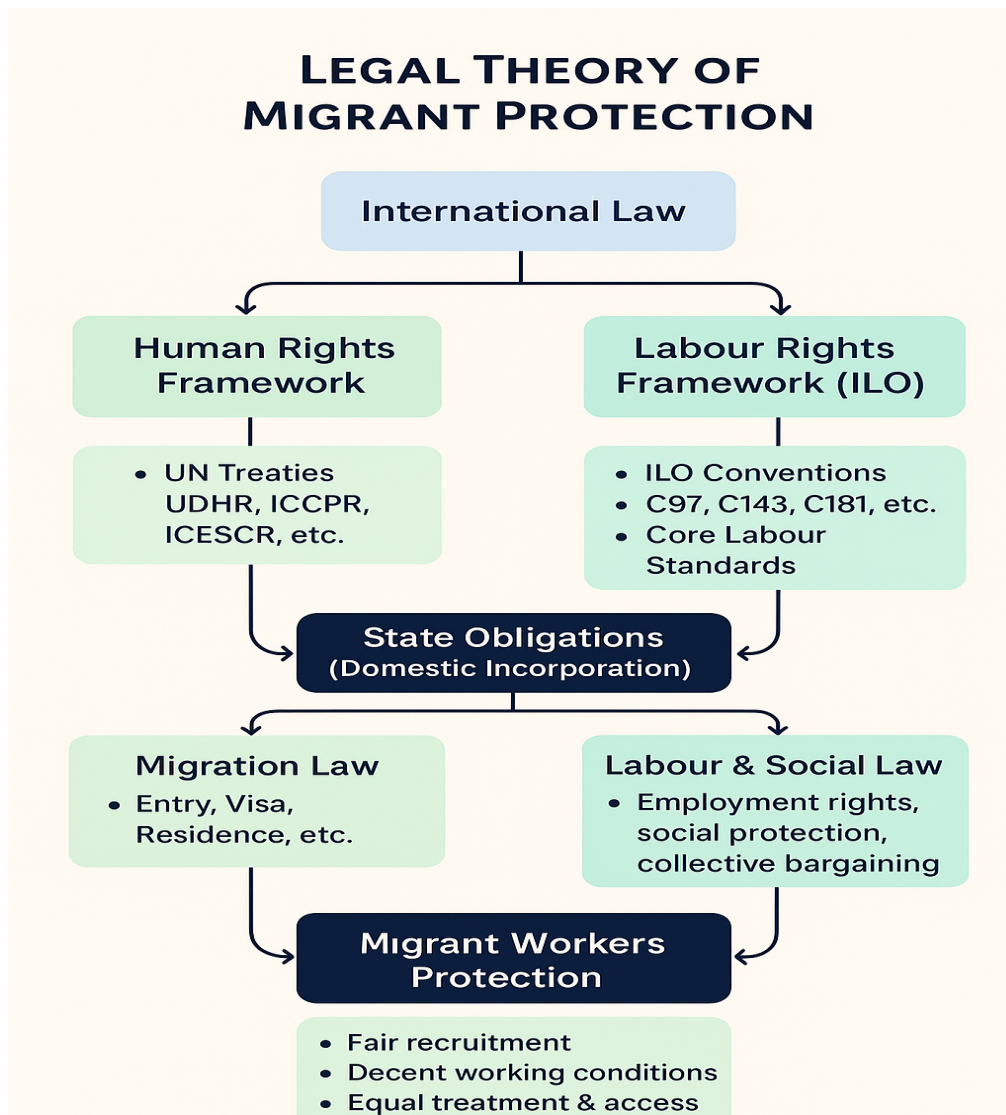 LEGAL THEORY OF
MIGRANT PROTECTION
International Law
Human Rights
Framework
Labour Rights
Framework (ILO)
• UN Treaties
UDHR, ICCPR,
ICESCR, etc.
• ILO Conventions
• C97, C143, C181, etc.
• Core Labour
Standards
State Obligations
(Domestic Incorporation)
Migration Law
• Entry, Visa,
Residence, etc.
Labour & Social Law
• Employment rights,
social protection,
collective bargaining
Mıgrant Workers
Protection
• Fair recruitment
• Decent working conditions
• Equal treatment & access